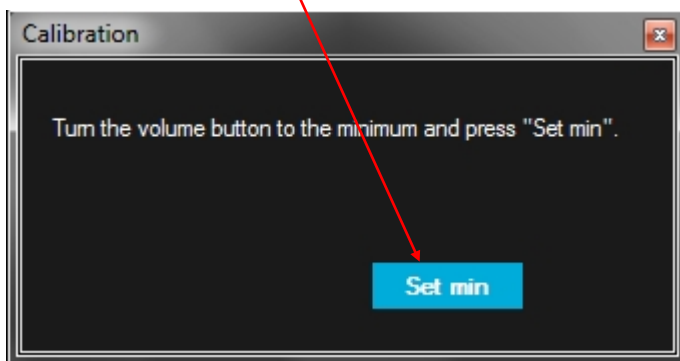 Calibration
Turn the volume button to the minimum and press "Set min".
Set min